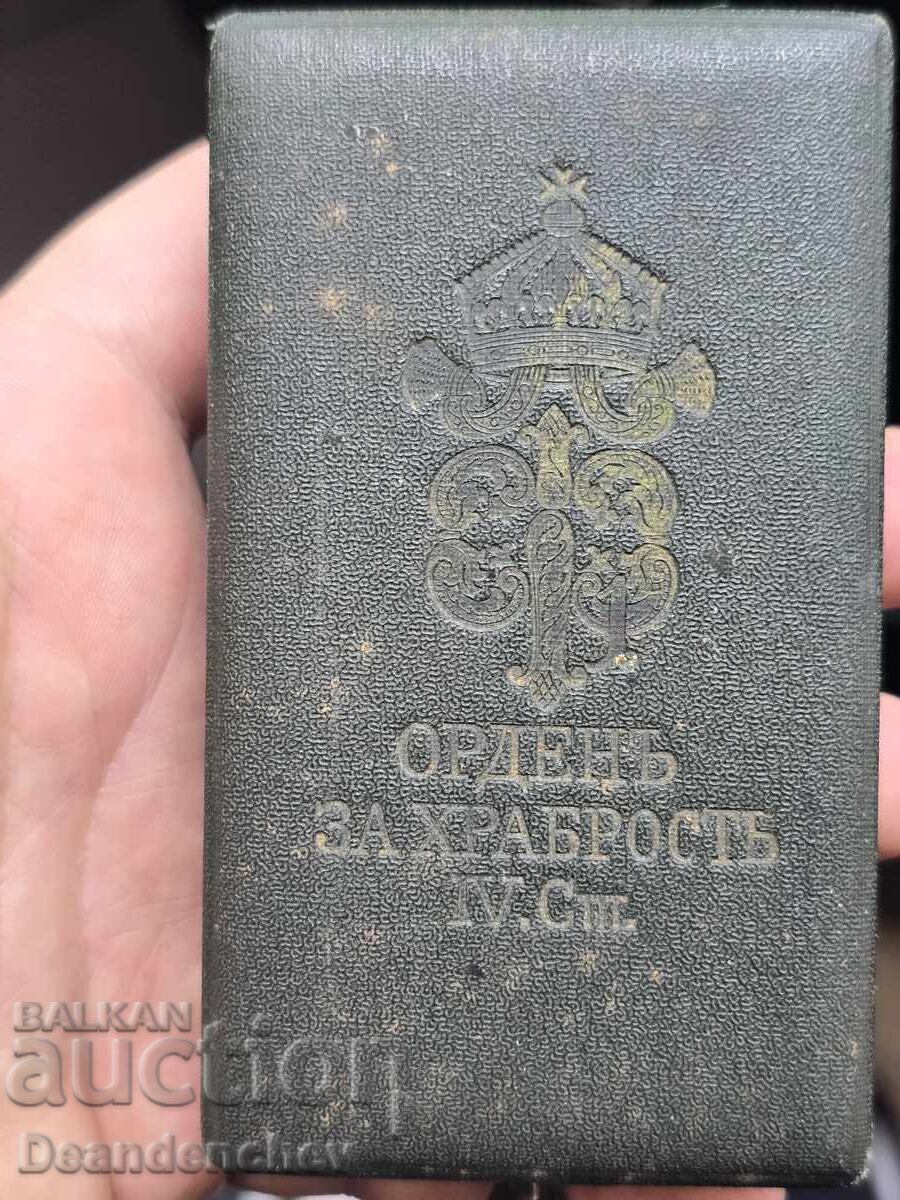 ОРДЕНЪ
ЗА ХРАБРОСТЬ
IV. Ст.
BALKAN
auction
Deandenchev